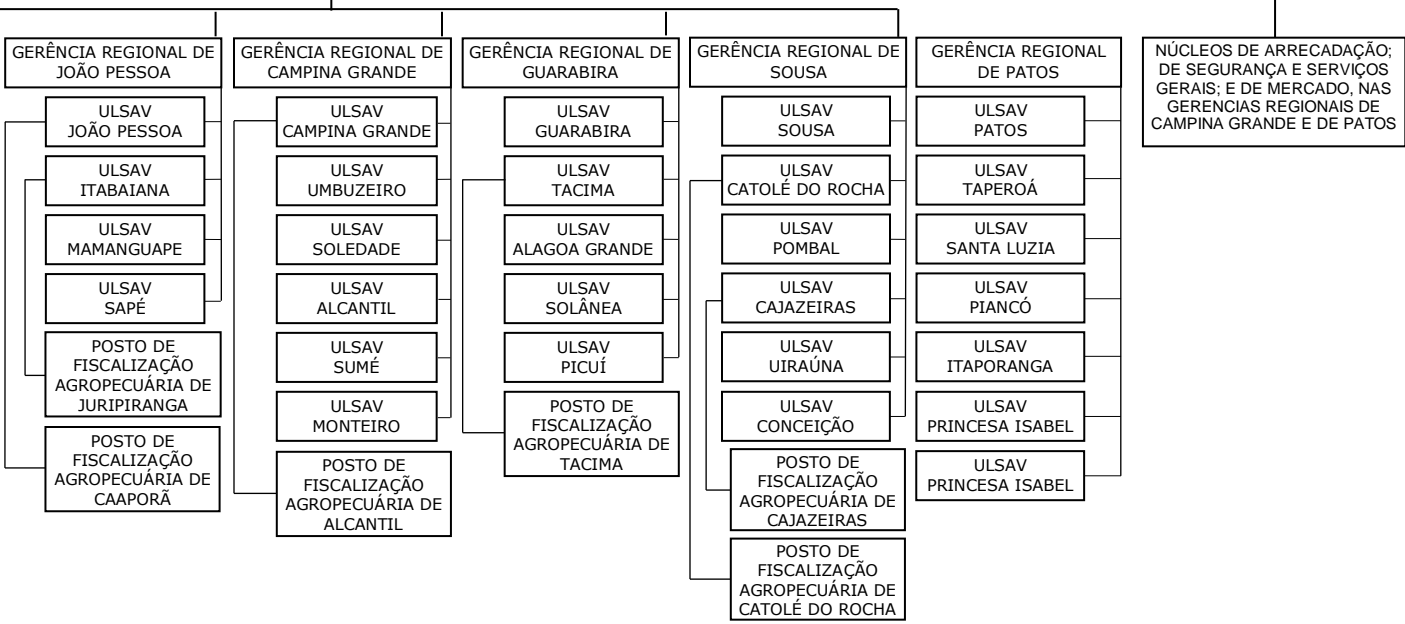 GERÊNCIA REGIONAL DE
JOÃO PESSOA
ULSAV
JOÃO PESSOA
ULSAV
ITABAIANA
ULSAV
MAMANGUAPE
ULSAV
SAPÉ
POSTO DE
FISCALIZAÇÃO
AGROPECUÁRIA DE
JURIPIRANGA
POSTO DE
FISCALIZAÇÃO
AGROPECUÁRIA DE
CAAPORÃ
GERÊNCIA REGIONAL DE
CAMPINA GRANDE
ULSAV
CAMPINA GRANDE
ULSAV
UMBUZEIRO
ULSAV
SOLEDADE
ULSAV
ALCANTIL
ULSAV
SUMÉ
ULSAV
MONTEIRO
POSTO DE
FISCALIZAÇÃO
AGROPECUÁRIA DE
ALCANTIL
GERÊNCIA REGIONAL DE
GUARABIRA
ULSAV
GUARABIRA
ULSAV
TACIMA
ULSAV
ALAGOA GRANDE
ULSAV
SOLÂNEA
ULSAV
PICUÍ
POSTO DE
FISCALIZAÇÃO
AGROPECUÁRIA DE
TACIMA
GERÊNCIA REGIONAL DE
SOUSA
ULSAV
SOUSA
ULSAV
CATOLÉ DO ROCHA
ULSAV
POMBAL
ULSAV
CAJAZEIRAS
ULSAV
UIRAÚNA
ULSAV
CONCEIÇÃO
POSTO DE
FISCALIZAÇÃO
AGROPECUÁRIA DE
CAJAZEIRAS
POSTO DE
FISCALIZAÇÃO
AGROPECUÁRIA DE
CATOLÉ DO ROCHA
GERÊNCIA REGIONAL
DE PATOS
ULSAV
PATOS
ULSAV
TAPEROÁ
ULSAV
SANTA LUZIA
ULSAV
PIANCÓ
ULSAV
ITAPORANGA
ULSAV
PRINCESA ISABEL
ULSAV
PRINCESA ISABEL
NÚCLEOS DE ARRECADAÇÃO;
DE SEGURANÇA E SERVIÇOS
GERAIS; E DE MERCADO, NAS
GERENCIAS REGIONAIS DE
CAMPINA GRANDE E DE PATOS